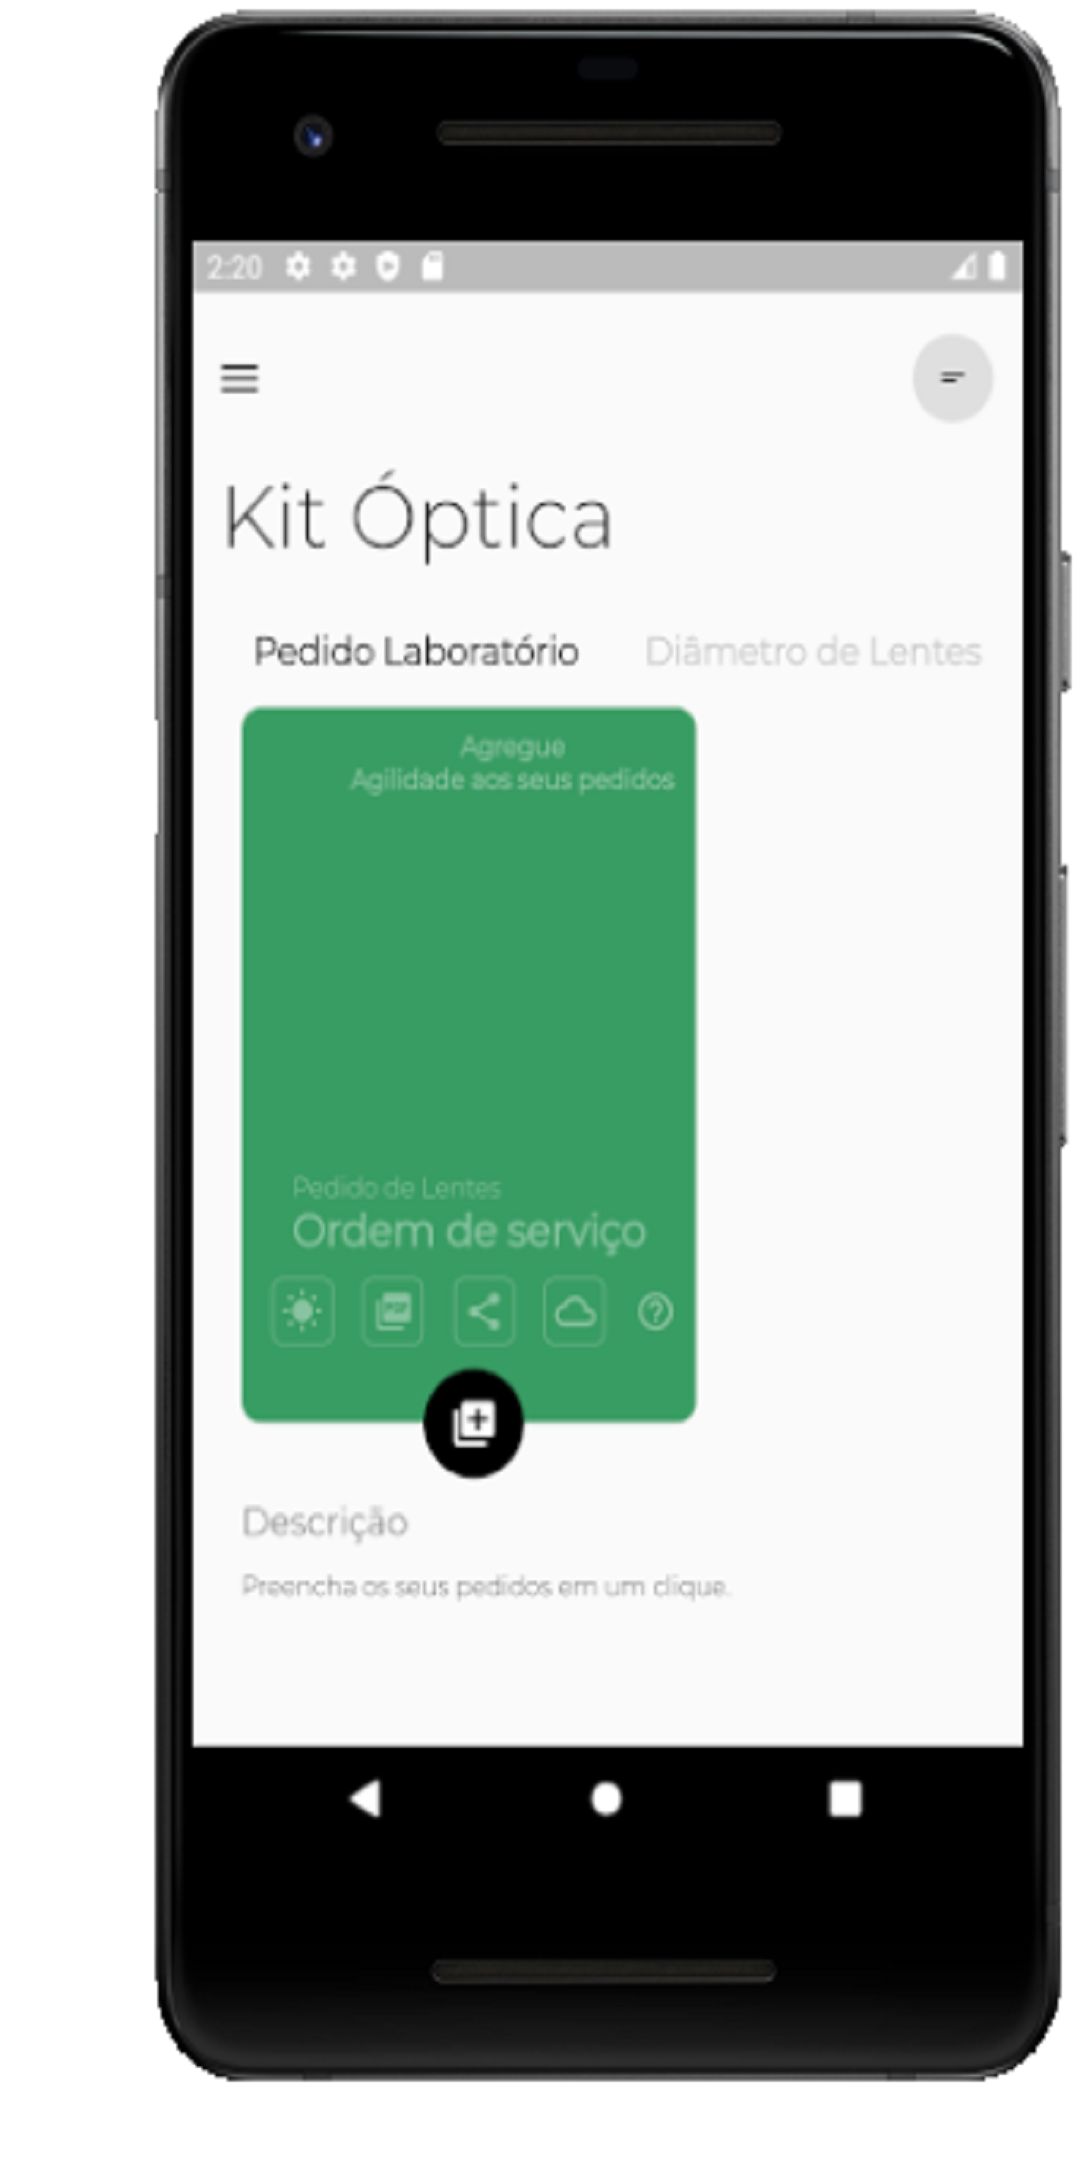 2:20
Kit Óptica
Pedido Laboratório Diâmetro de Lentes
Agregue
Agilidade aos seus pedidos
Pedido de Lentes
Ordem de serviço
PDF
Descrição
Preencha os seus pedidos em um clique.